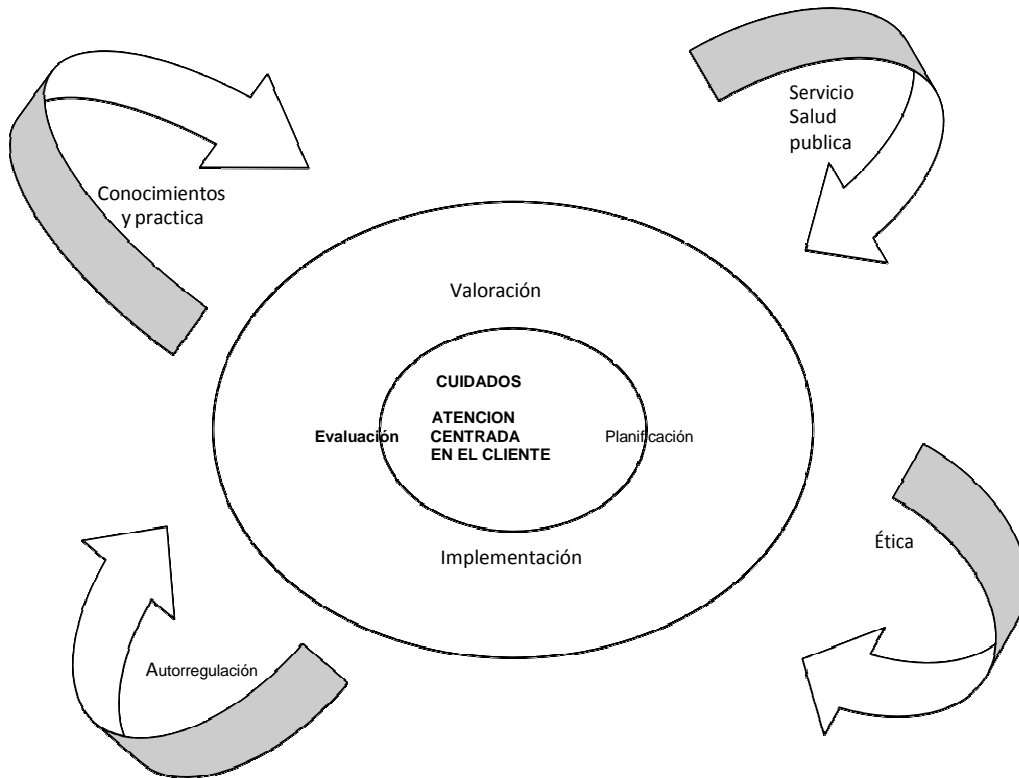 Servicio
Salud
publica
Conocimientos
y practica
Valoración
CUIDADOS
ATENCION
CENTRADA
EN EL CLIENTE
Evaluación
Planificación
Implementación
Ética
Autorregulación